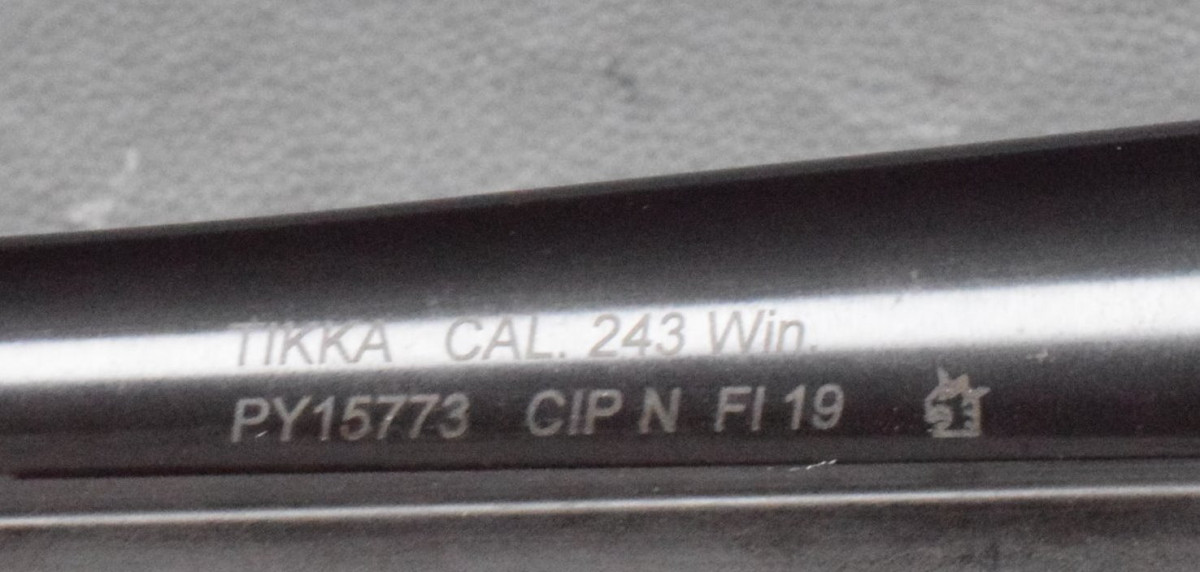 TIKKA CAL. 243 Win.
PY15773 CIP N FI 19